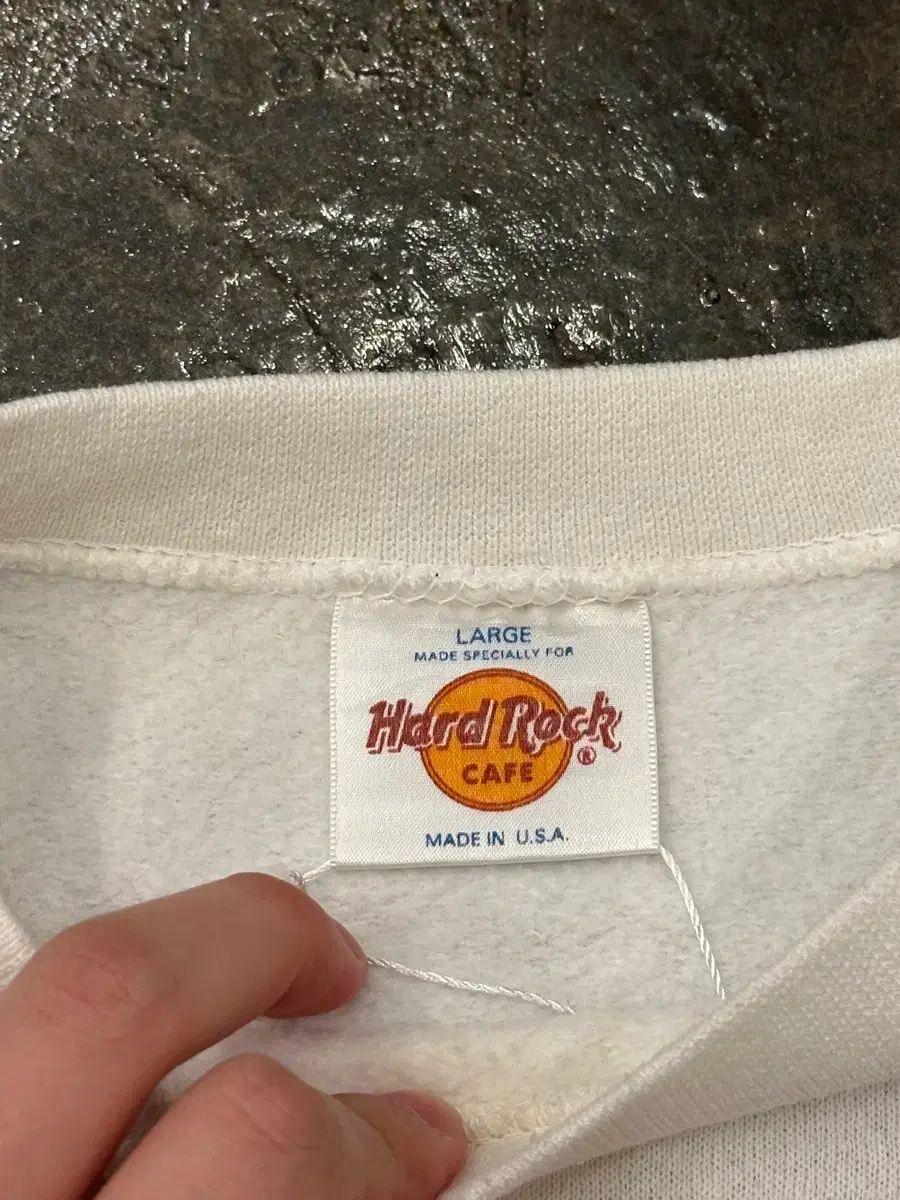 LARGE
MADE SPECIALLY FOR
Hard Rock
CAFE ®
MADE IN U.S.A.